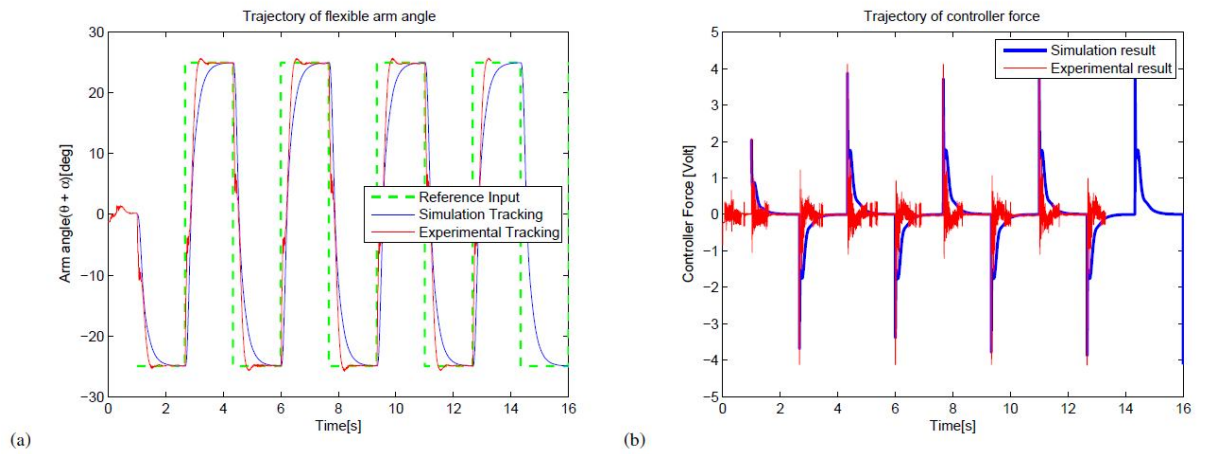 Trajectory of flexible arm angle
30
20
10
0
−10
−20
−30
Arm angle(θ + α)[deg]
Reference Input
Simulation Tracking
Experimental Tracking
0 2 4 6 8 10 12 14 16
Time[s]
(a)
Trajectory of controller force
5
4
3
2
1
0
−1
−2
−3
−4
−5
Controller Force [Volt]
Simulation result
Experimental result
0 2 4 6 8 10 12 14 16
Time[s]
(b)